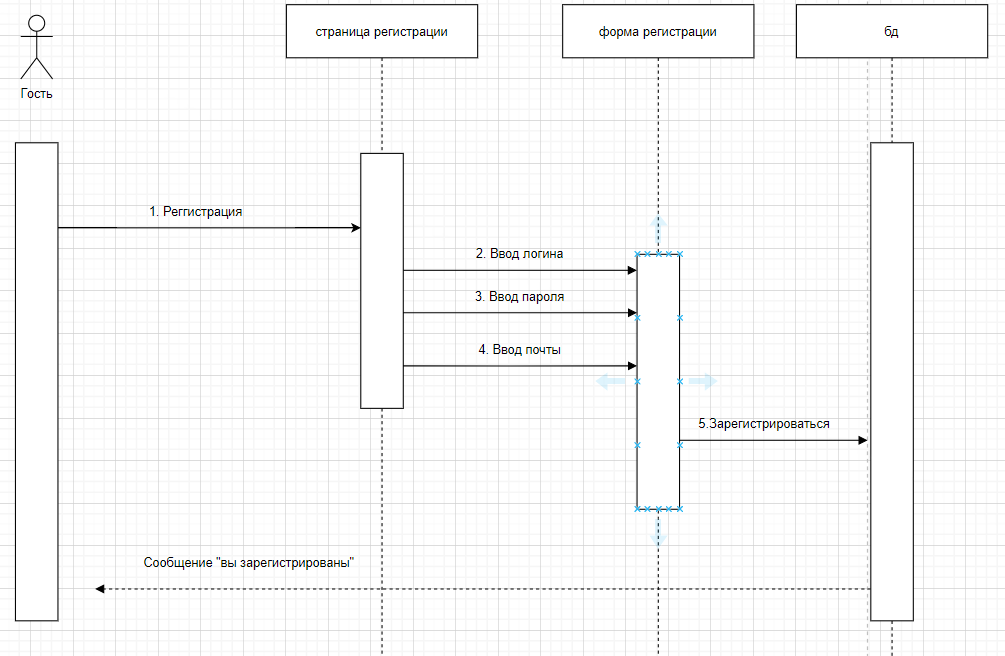 страница регистрации
форма регистрации
бд
Гость
1. Реггистрация
2. Ввод логина
3. Ввод пароля
4. Ввод почты
5.Зарегистрироваться
Сообщение "вы зарегистрированы"